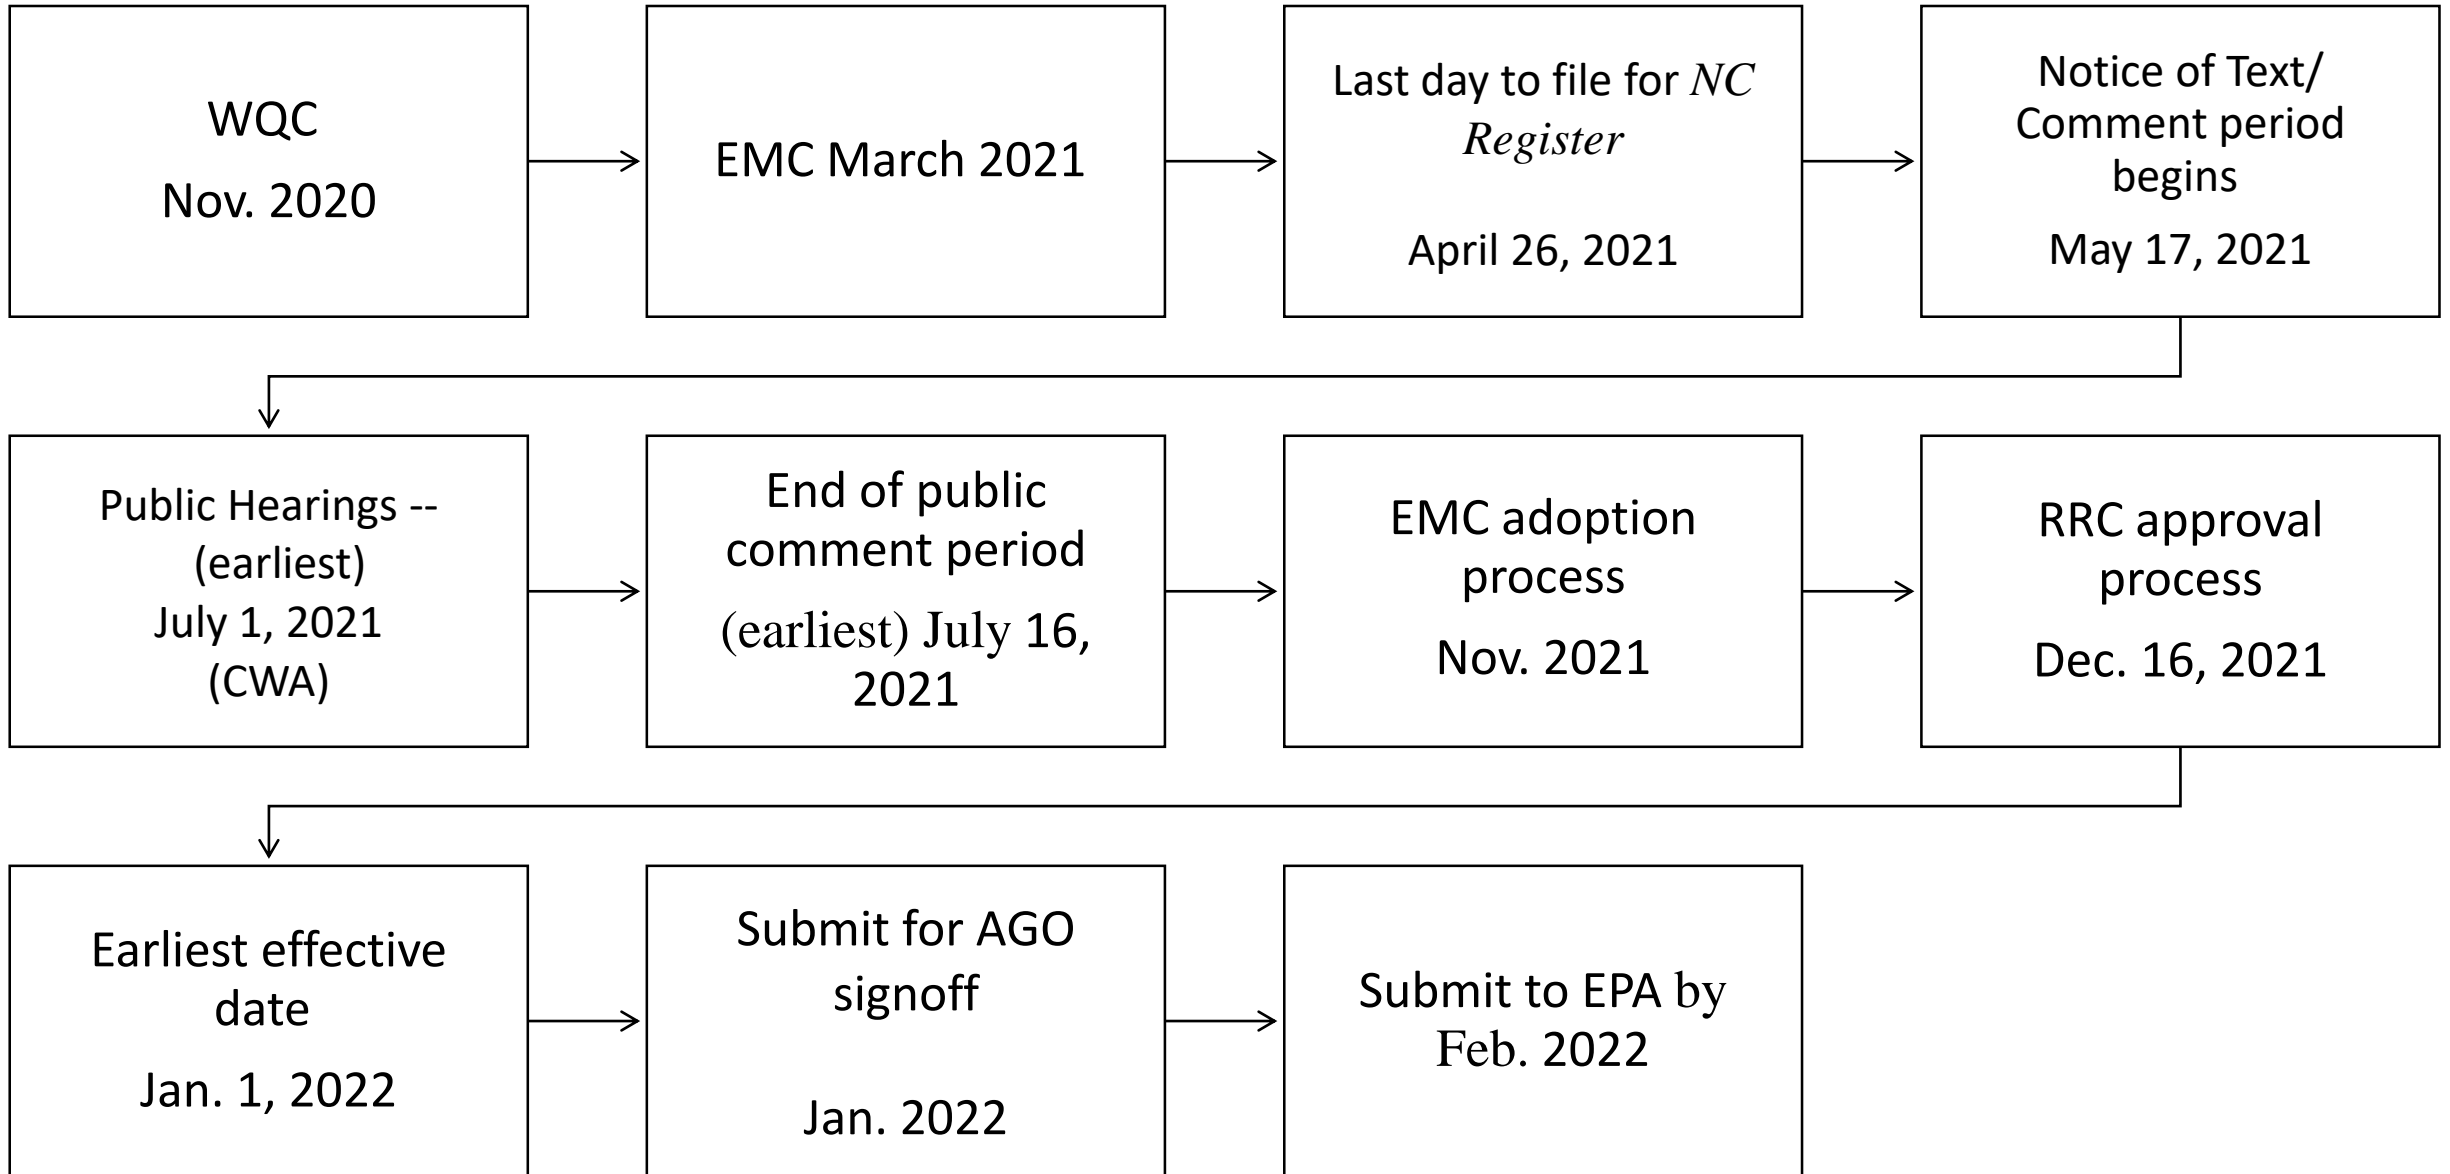 WQC
Nov. 2020
EMC March 2021
Last day to file for NC
Register
April 26, 2021
Notice of Text/
Comment period
begins
May 17, 2021
Public Hearings --
(earliest)
July 1, 2021
(CWA)
End of public
comment period
(earliest) July 16,
2021
EMC adoption
process
Nov. 2021
RRC approval
process
Dec. 16, 2021
Earliest effective
date
Jan. 1, 2022
Submit for AGO
signoff
Jan. 2022
Submit to EPA by
Feb. 2022